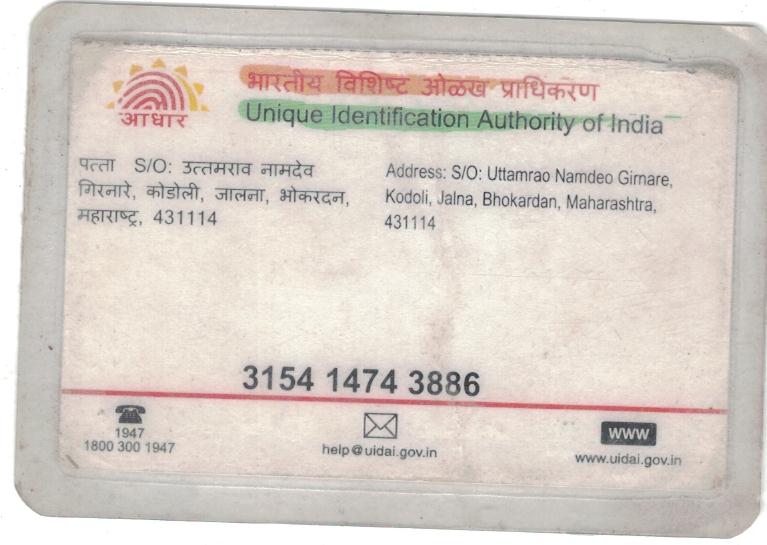 आधार
भारतीय विशिष्ट ओळख प्राधिकरण
Unique Identification Authority of India
पत्ता S/O: उत्तमराव नामदेव
गिरनारे, कोडोली, जालना, भोकरदन,
महाराष्ट्र, 431114
Address: S/O: Uttamrao Namdeo Girnare,
Kodoli, Jalna, Bhokardan, Maharashtra,
431114
3154 1474 3886
1947
1800 300 1947
help@uidai.gov.in
www
www.uidai.gov.in